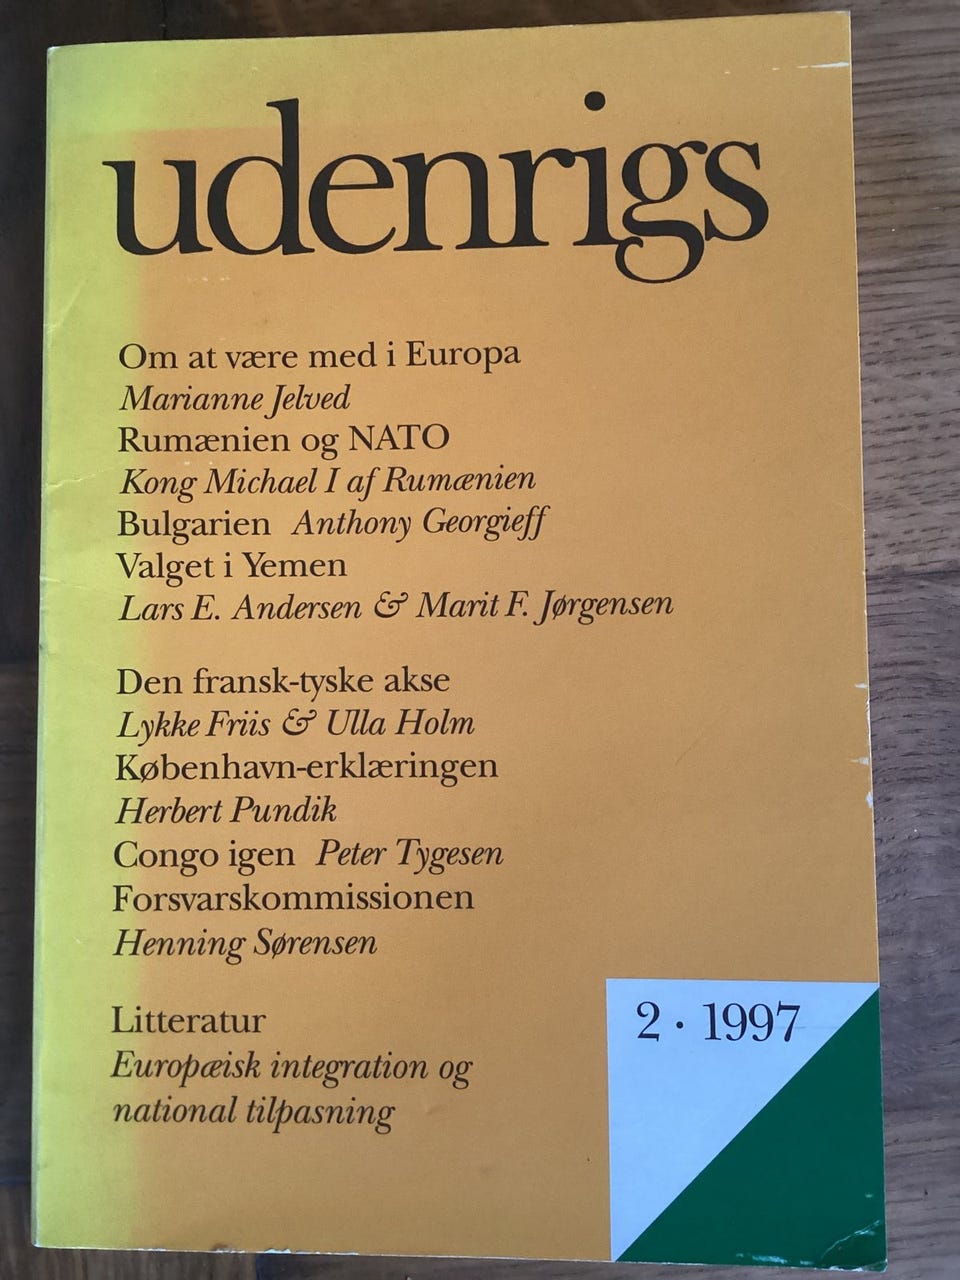 udenrigs
Om at være med i Europa
Marianne Jelved
Rumænien og NATO
Kong Michael I af Rumænien
Bulgarien Anthony Georgieff
Valget i Yemen
Lars E. Andersen & Marit F. Jørgensen
Den fransk-tyske akse
Lykke Friis & Ulla Holm
København-erklæringen
Herbert Pundik
Congo igen Peter Tygesen
Forsvarskommissionen
Henning Sørensen
Litteratur
Europæisk integration og
national tilpasning
2 · 1997